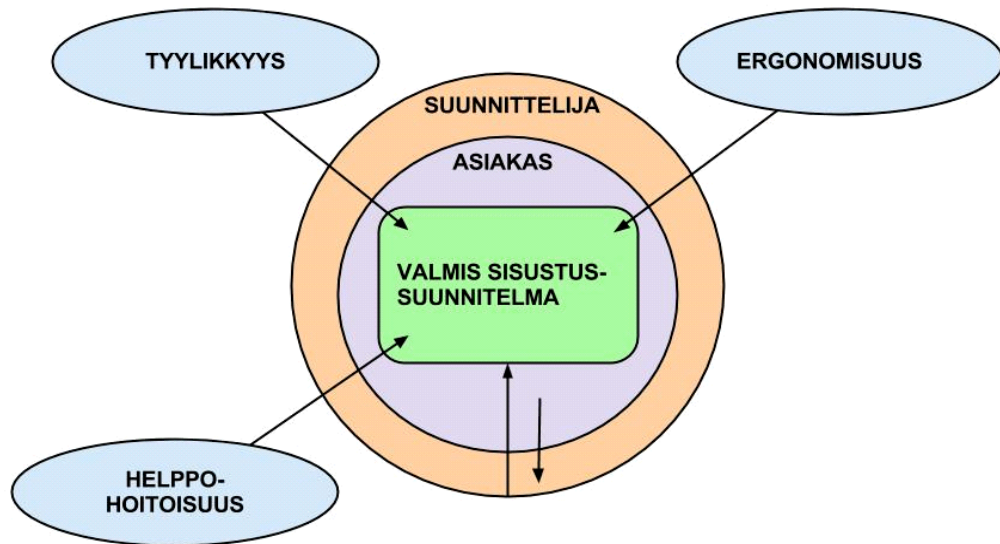 TYYLIKKYYS
ERGONOMISUUS
SUUNNITTELIJA
ASIAKAS
VALMIS SISUSTUS-
SUUNNITELMA
HELPPO-
HOITOISUUS